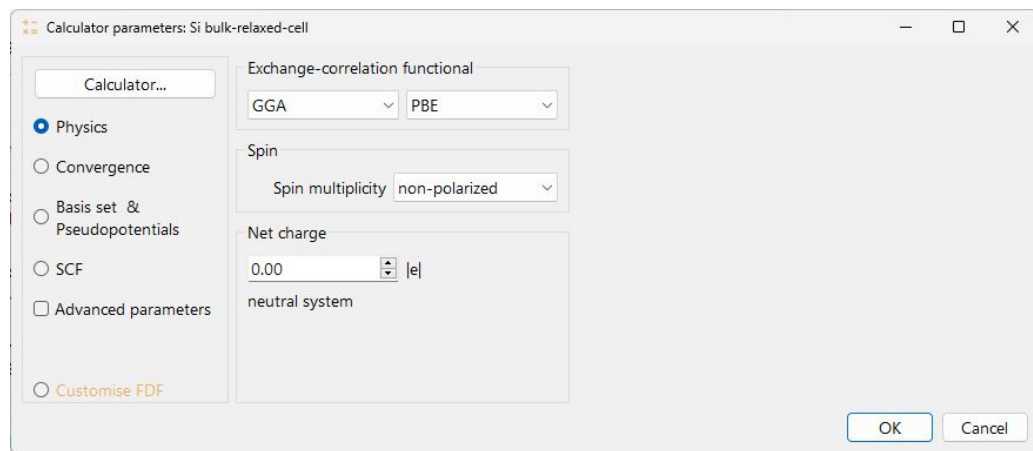 Calculator parameters: Si bulk-relaxed-cell
Calculator...
Physics
Convergence
Basis set &
Pseudopotentials
SCF
Advanced parameters
Customise FDF
Exchange-correlation functional
GGA PBE
Spin
Spin multiplicity non-polarized
Net charge
0.00 |e|
neutral system
OK Cancel